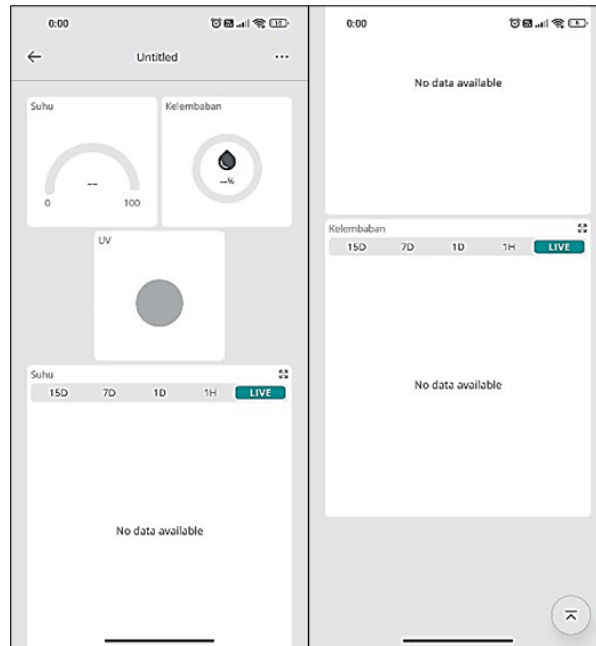 0:00
Untitled
Suhu
--
0 100
Kelembaban
--%
UV
Suhu
15D 7D 1D 1H LIVE
No data available
0:00
No data available
Kelembaban
15D 7D 1D 1H LIVE
No data available